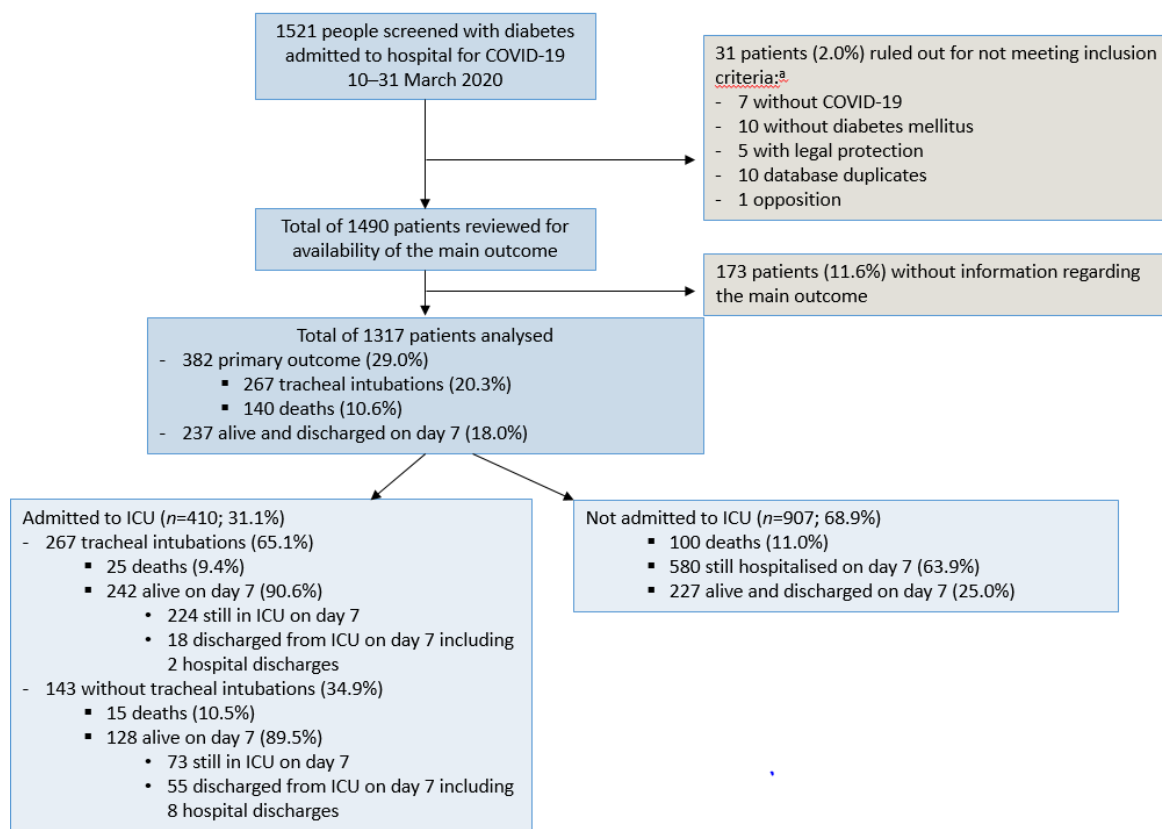 1521 people screened with diabetes
admitted to hospital for COVID-19
10–31 March 2020
31 patients (2.0%) ruled out for not meeting inclusion
criteria:ª
- 7 without COVID-19
- 10 without diabetes mellitus
- 5 with legal protection
- 10 database duplicates
- 1 opposition
Total of 1490 patients reviewed for
availability of the main outcome
173 patients (11.6%) without information regarding
the main outcome
Total of 1317 patients analysed
- 382 primary outcome (29.0%)
▪ 267 tracheal intubations (20.3%)
▪ 140 deaths (10.6%)
- 237 alive and discharged on day 7 (18.0%)
Admitted to ICU (n=410; 31.1%)
- 267 tracheal intubations (65.1%)
▪ 25 deaths (9.4%)
▪ 242 alive on day 7 (90.6%)
• 224 still in ICU on day 7
• 18 discharged from ICU on day 7 including
2 hospital discharges
- 143 without tracheal intubations (34.9%)
▪ 15 deaths (10.5%)
▪ 128 alive on day 7 (89.5%)
• 73 still in ICU on day 7
• 55 discharged from ICU on day 7 including
8 hospital discharges
Not admitted to ICU (n=907; 68.9%)
▪ 100 deaths (11.0%)
▪ 580 still hospitalised on day 7 (63.9%)
▪ 227 alive and discharged on day 7 (25.0%)